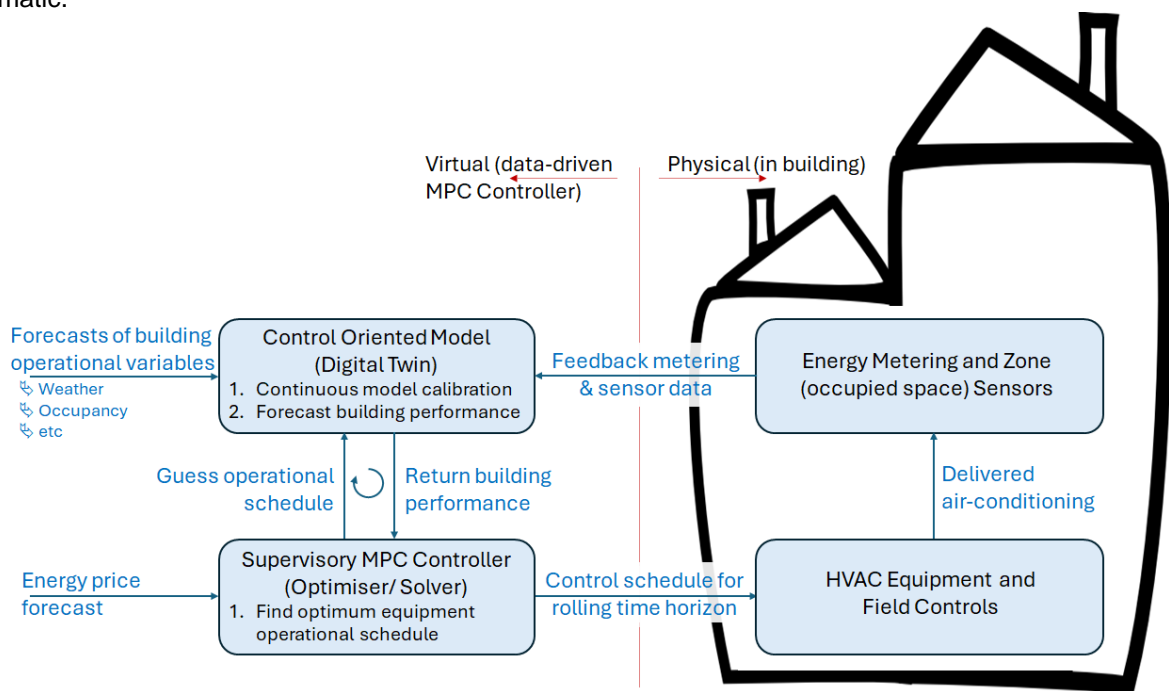 matic.
Virtual (data-driven
MPC Controller)
Physical (in building)
Forecasts of building
operational variables
Weather
Occupancy
etc
Control Oriented Model
(Digital Twin)
1. Continuous model calibration
2. Forecast building performance
Feedback metering
& sensor data
Energy Metering and Zone
(occupied space) Sensors
Guess operational
schedule
Return building
performance
Delivered
air-conditioning
Energy price
forecast
Supervisory MPC Controller
(Optimiser/ Solver)
1. Find optimum equipment
operational schedule
Control schedule for
rolling time horizon
HVAC Equipment and
Field Controls